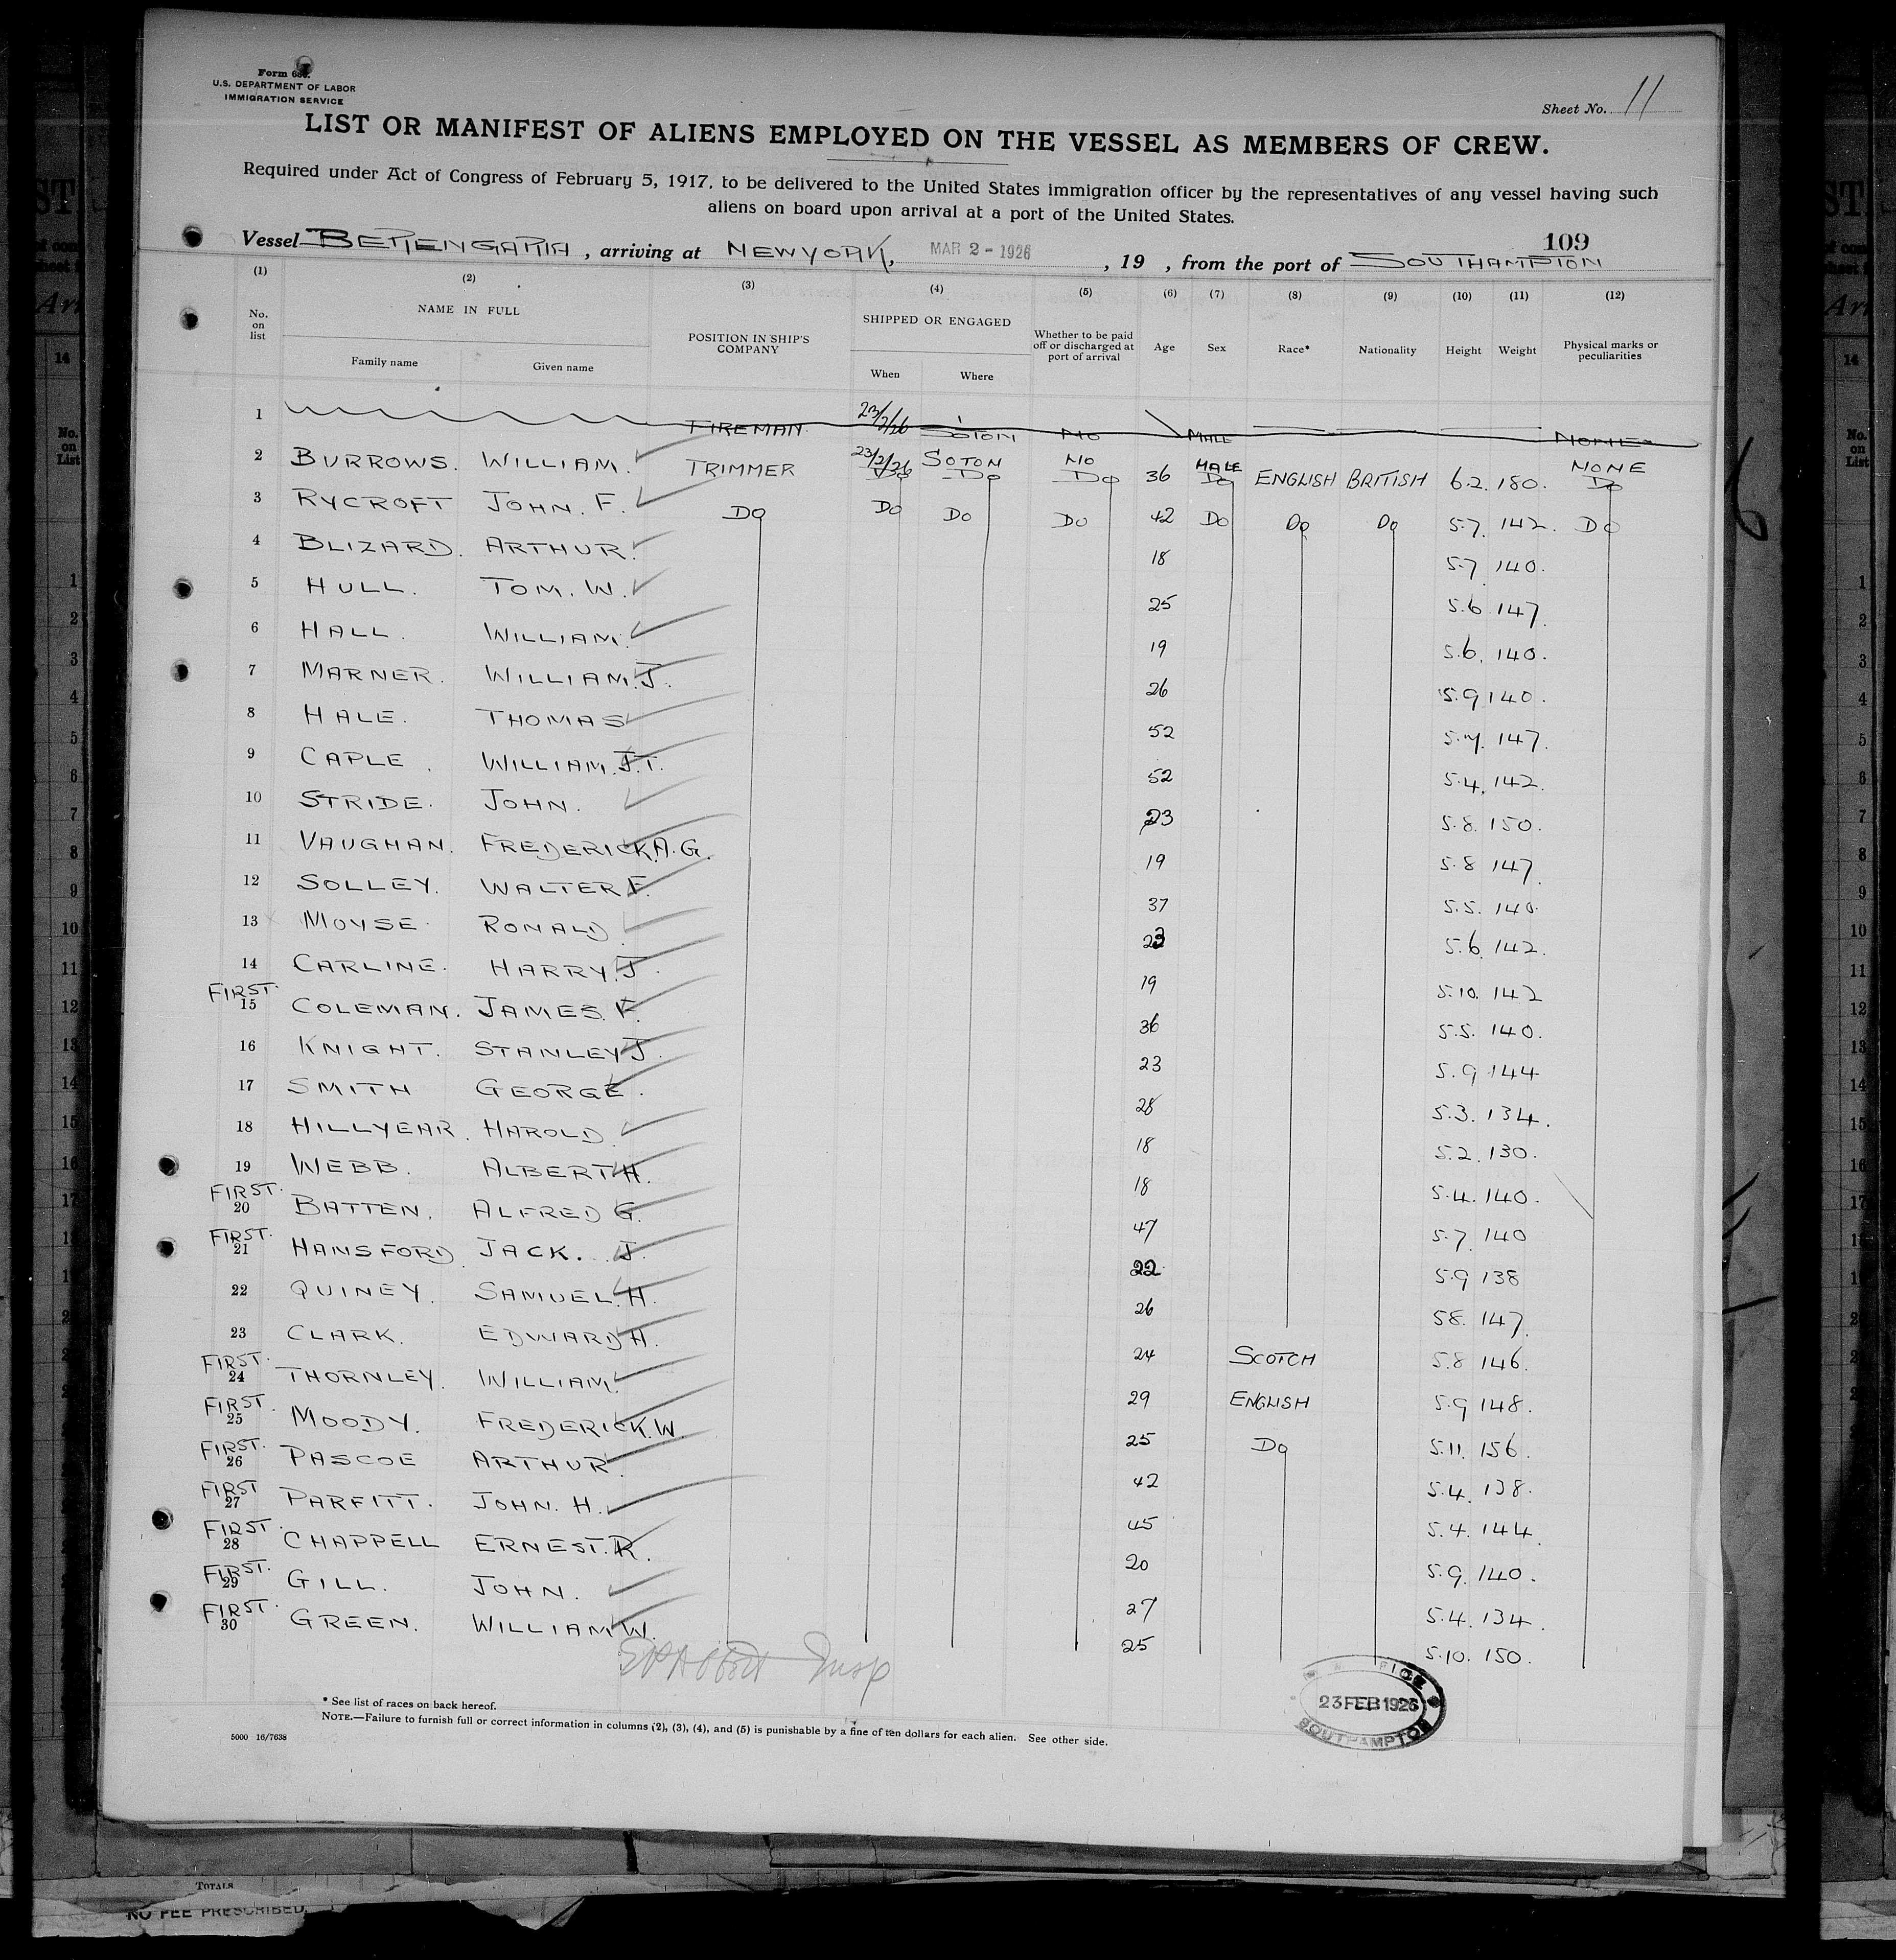 Form 680.
U.S. DEPARTMENT OF LABOR
IMMIGRATION SERVICE
Sheet No. 11
LIST OR MANIFEST OF ALIENS EMPLOYED ON THE VESSEL AS MEMBERS OF CREW.
Required under Act of Congress of February 5, 1917, to be delivered to the United States immigration officer by the representatives of any vessel having such
aliens on board upon arrival at a port of the United States.
109
Vessel BERENGARIA, arriving at NEW YORK, MAR 2 - 1926, 19 , from the port of SOUTHAMPTON
(1) (2) (3) (4) (5) (6) (7) (8) (9) (10) (11) (12)
No. on list NAME IN FULL Family name Given name POSITION IN SHIP'S COMPANY SHIPPED OR ENGAGED When Where Whether to be paid off or discharged at port of arrival Age Sex Race* Nationality Height Weight Physical marks or peculiarities
1 FIREMAN 23/2/26 SOTON NO MALE NONE
2 BURROWS. WILLIAM. TRIMMER 23/2/26 SOTON NO 36 MALE ENGLISH BRITISH 6.2. 180. NONE
3 RYCROFT JOHN. F. DO DO DO DO 42 DO DO DO 5.7. 142. DO
4 BLIZARD. ARTHUR. 18 5.7 140.
5 HULL. TOM. W. 25 5.6 147.
6 HALL. WILLIAM. 19 5.6. 140.
7 MARNER. WILLIAM. J. 26 5.9 140.
8 HALE. THOMAS 52 5.7. 147.
9 CAPLE. WILLIAM. J.T. 52 5.4. 142.
10 STRIDE. JOHN. 23 5.8. 150.
11 VAUGHAN. FREDERICK. A.G. 19 5.8 147.
12 SOLLEY. WALTER F. 37 5.5. 140.
13 MOYSE. RONALD. 23 5.6. 142.
14 CARLINE. HARRY. J. 19 5.10. 142
FIRST. 15 COLEMAN. JAMES. F. 36 5.5. 140.
16 KNIGHT. STANLEY J. 23 5.9 144
17 SMITH GEORGE. 28 5.3. 134.
18 HILLYEAR. HAROLD. 18 5.2. 130.
19 WEBB. ALBERT H. 18 5.4. 140.
FIRST. 20 BATTEN. ALFRED G. 47 5.7. 140
FIRST. 21 HANSFORD. JACK. J. 22 5.9 138
22 QUINEY. SAMUEL. H. 26 58. 147.
23 CLARK. EDWARD H. 24 SCOTCH 5.8 146.
FIRST. 24 THORNLEY. WILLIAM. 29 ENGLISH 5.9 148.
FIRST. 25 MOODY. FREDERICK. W. 25 DO 5.11. 156.
FIRST. 26 PASCOE ARTHUR. 42 5.4. 138.
FIRST 27 PARFITT. JOHN. H. 45 5.4. 144.
FIRST. 28 CHAPPELL ERNEST. R. 20 5.9. 140.
FIRST. 29 GILL. JOHN. 27 5.4. 134.
FIRST. 30 GREEN. WILLIAM W. 25 5.10. 150.
Insp
23 FEB 1926
SOUTHAMPTON
* See list of races on back hereof.
NOTE.—Failure to furnish full or correct information in columns (2), (3), (4), and (5) is punishable by a fine of ten dollars for each alien. See other side.
5000 16/7638
TOTALS
NO FEE PRESCRIBED.